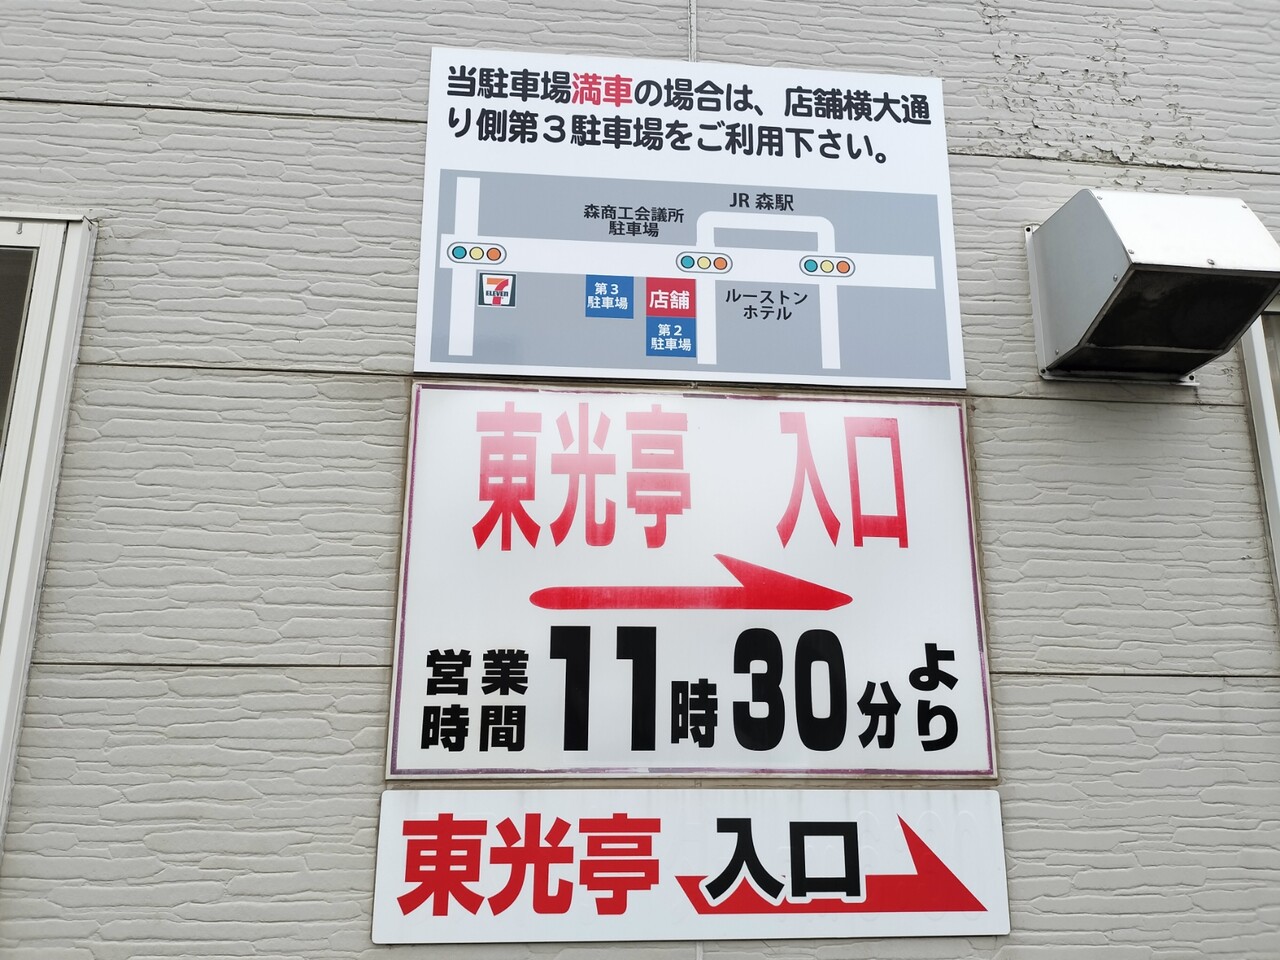 当駐車場満車の場合は、店舗横大通
り側第3駐車場をご利用下さい。
JR 森駅
森商工会議所
駐車場
7
ELEVEN
第3
駐車場
店舗
第2
駐車場
ルーストン
ホテル
東光亭 入口
営業
時間
11時30分
より
東光亭 入口